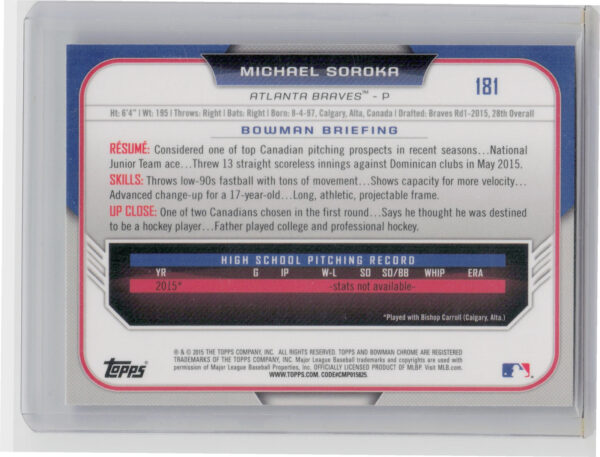 MICHAEL SOROKA
181
ATLANTA BRAVES™ - P
Ht: 6'4" | Wt: 195 | Throws: Right | Bats: Right | Born: 8-4-97, Calgary, Alta, Canada | Drafted: Braves Rd1-2015, 28th Overall
BOWMAN BRIEFING
RÉSUMÉ: Considered one of top Canadian pitching prospects in recent seasons...National
Junior Team ace...Threw 13 straight scoreless innings against Dominican clubs in May 2015.
SKILLS: Throws low-90s fastball with tons of movement...Shows capacity for more velocity...
Advanced change-up for a 17-year-old...Long, athletic, projectable frame.
UP CLOSE: One of two Canadians chosen in the first round...Says he thought he was destined
to be a hockey player...Father played college and professional hockey.
HIGH SCHOOL PITCHING RECORD
YR G IP W-L SO SO/BB WHIP ERA
2015* -stats not available-
*Played with Bishop Carroll (Calgary, Alta.)
® & © 2015 THE TOPPS COMPANY, INC. ALL RIGHTS RESERVED. TOPPS AND BOWMAN CHROME ARE REGISTERED
TRADEMARKS OF THE TOPPS COMPANY, INC. Major League Baseball trademarks and copyrights are used with
permission of Major League Baseball Properties, Inc. OFFICIALLY LICENSED PRODUCT OF MLBP. Visit MLB.com.
WWW.TOPPS.COM. CODE#CMP015825.
Topps